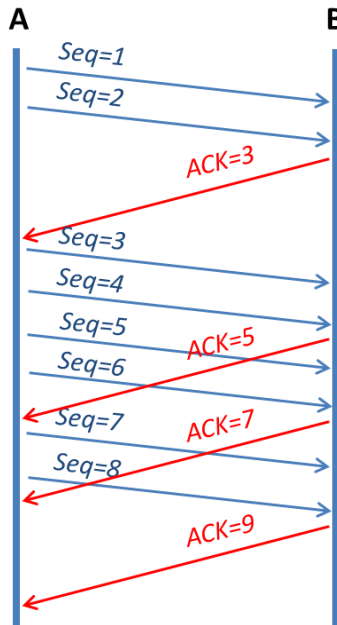 A B
Seq=1
Seq=2
ACK=3
Seq=3
Seq=4
Seq=5
ACK=5
Seq=6
Seq=7
ACK=7
Seq=8
ACK=9